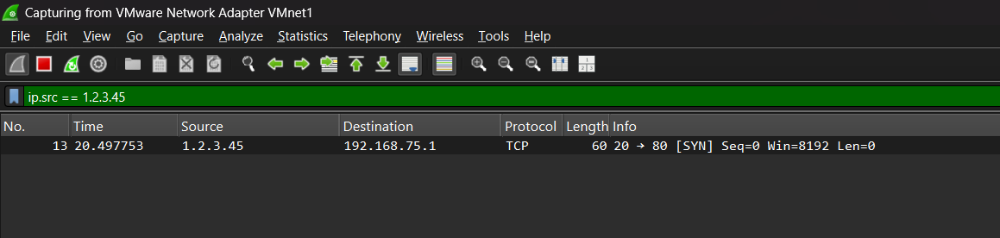 Capturing from VMware Network Adapter VMnet1
File Edit View Go Capture Analyze Statistics Telephony Wireless Tools Help
ip.src == 1.2.3.45
No. Time Source Destination Protocol Length Info
13 20.497753 1.2.3.45 192.168.75.1 TCP 60 20 → 80 [SYN] Seq=0 Win=8192 Len=0